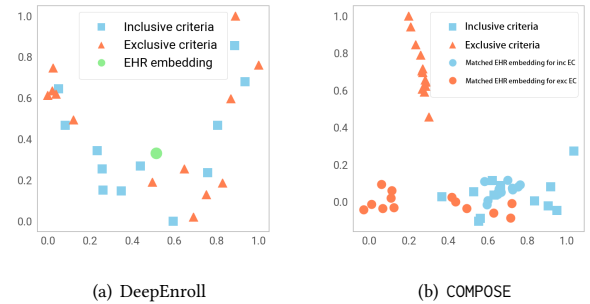 1.0
0.8
0.6
0.4
0.2
0.0
0.0 0.2 0.4 0.6 0.8 1.0
Inclusive criteria
Exclusive criteria
EHR embedding
(a) DeepEnroll
1.0
0.8
0.6
0.4
0.2
0.0
0.0 0.2 0.4 0.6 0.8 1.0
Inclusive criteria
Exclusive criteria
Matched EHR embedding for inc EC
Matched EHR embedding for exc EC
(b) COMPOSE